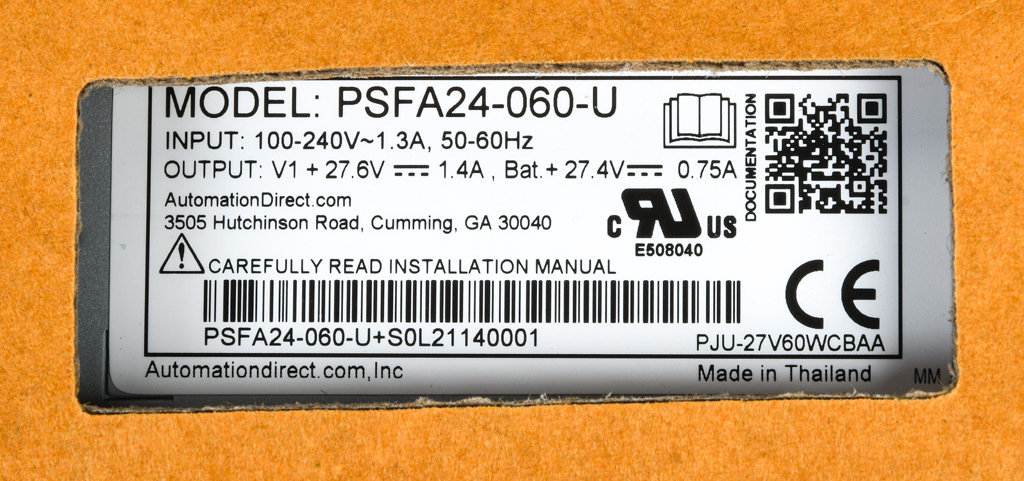 MODEL: PSFA24-060-U
INPUT: 100-240V~1.3A, 50-60Hz
OUTPUT: V1 + 27.6V ⎓ 1.4A , Bat.+ 27.4V⎓ 0.75A
DOCUMENTATION
AutomationDirect.com
3505 Hutchinson Road, Cumming, GA 30040
C UR US
E508040
CAREFULLY READ INSTALLATION MANUAL
CE
PSFA24-060-U+S0L21140001
PJU-27V60WCBAA
Automationdirect.com,Inc
Made in Thailand
MM